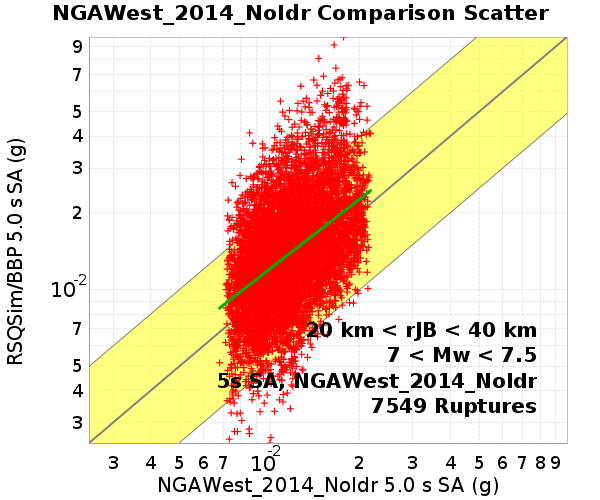 NGAWest_2014_NoIdr Comparison Scatter
RSQSim/BBP 5.0 s SA (g)
9
7
5
4
3
2
10-2
7
5
4
3
20 km < rJB < 40 km
7 < Mw < 7.5
5s SA, NGAWest_2014_NoIdr
7549 Ruptures
3 4 5 6 7 10-2 2 3 4 5 6 7 8 9
NGAWest_2014_NoIdr 5.0 s SA (g)